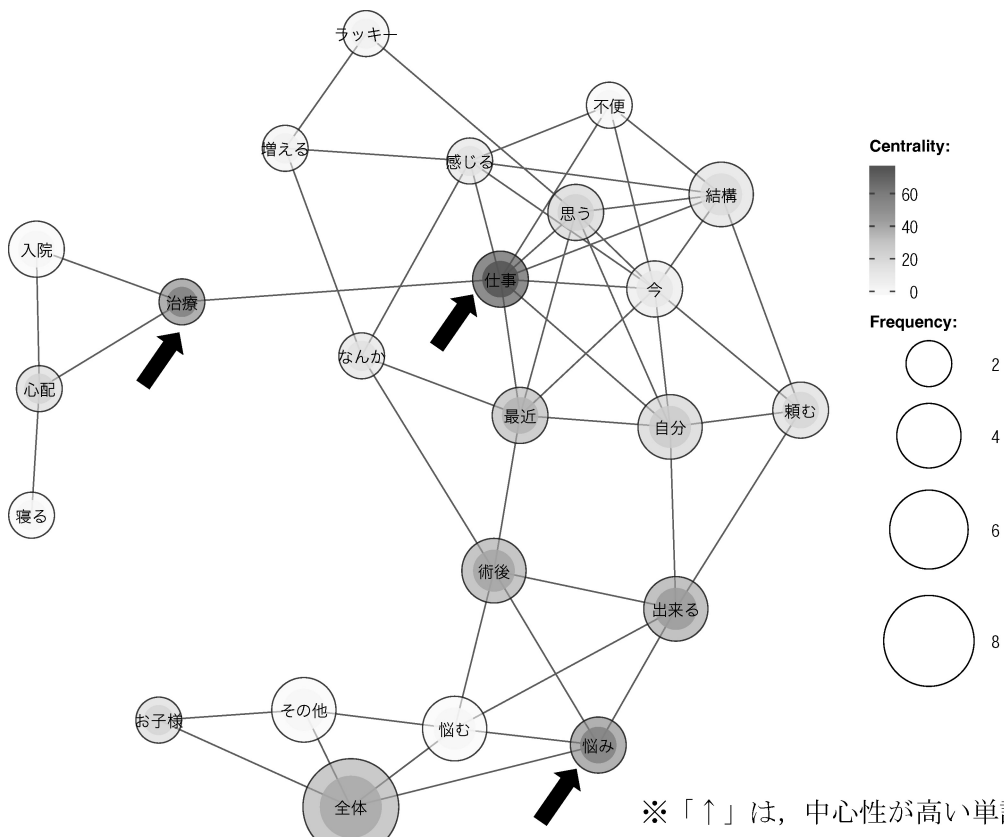 ラッキー
不便
増える
感じる
結構
思う
入院
仕事
今
治療
なんか
心配
最近
自分
頼む
寝る
術後
出来る
お子様
その他
悩む
悩み
全体
Centrality:
60
40
20
0
Frequency:
2
4
6
8
※「↑」は，中心性が高い単